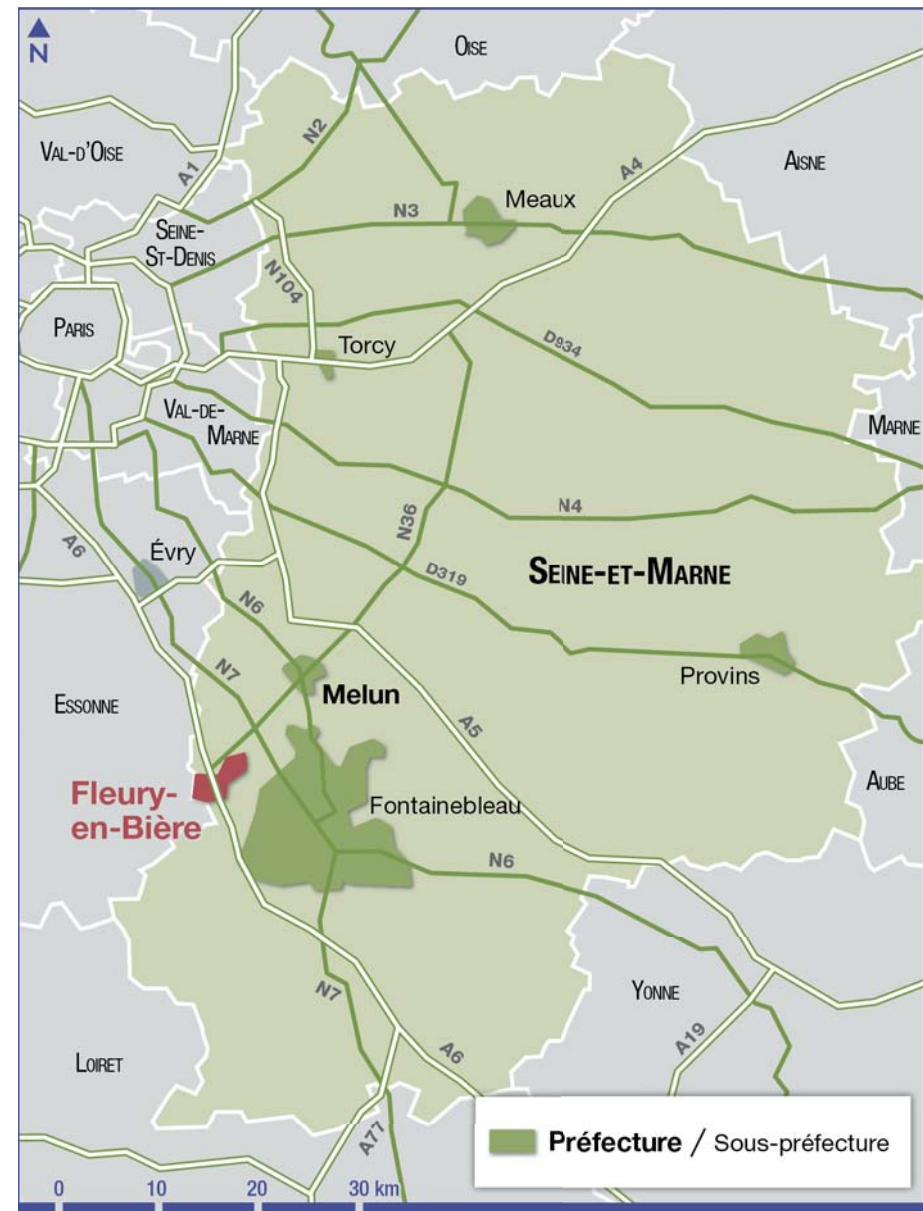 N
OISE
VAL-D'OISE
N2
A1
AISNE
A4
Meaux
N3
SEINE-
ST-DENIS
N104
PARIS
Torcy
D934
VAL-DE-
MARNE
MARNE
N36
N4
A6
Évry
D319
SEINE-ET-MARNE
N6
N7
Provins
Melun
ESSONNE
A5
Fleury-
en-Bière
Fontainebleau
AUBE
N6
N7
YONNE
A19
A6
LOIRET
A77
Préfecture / Sous-préfecture
0 10 20 30 km